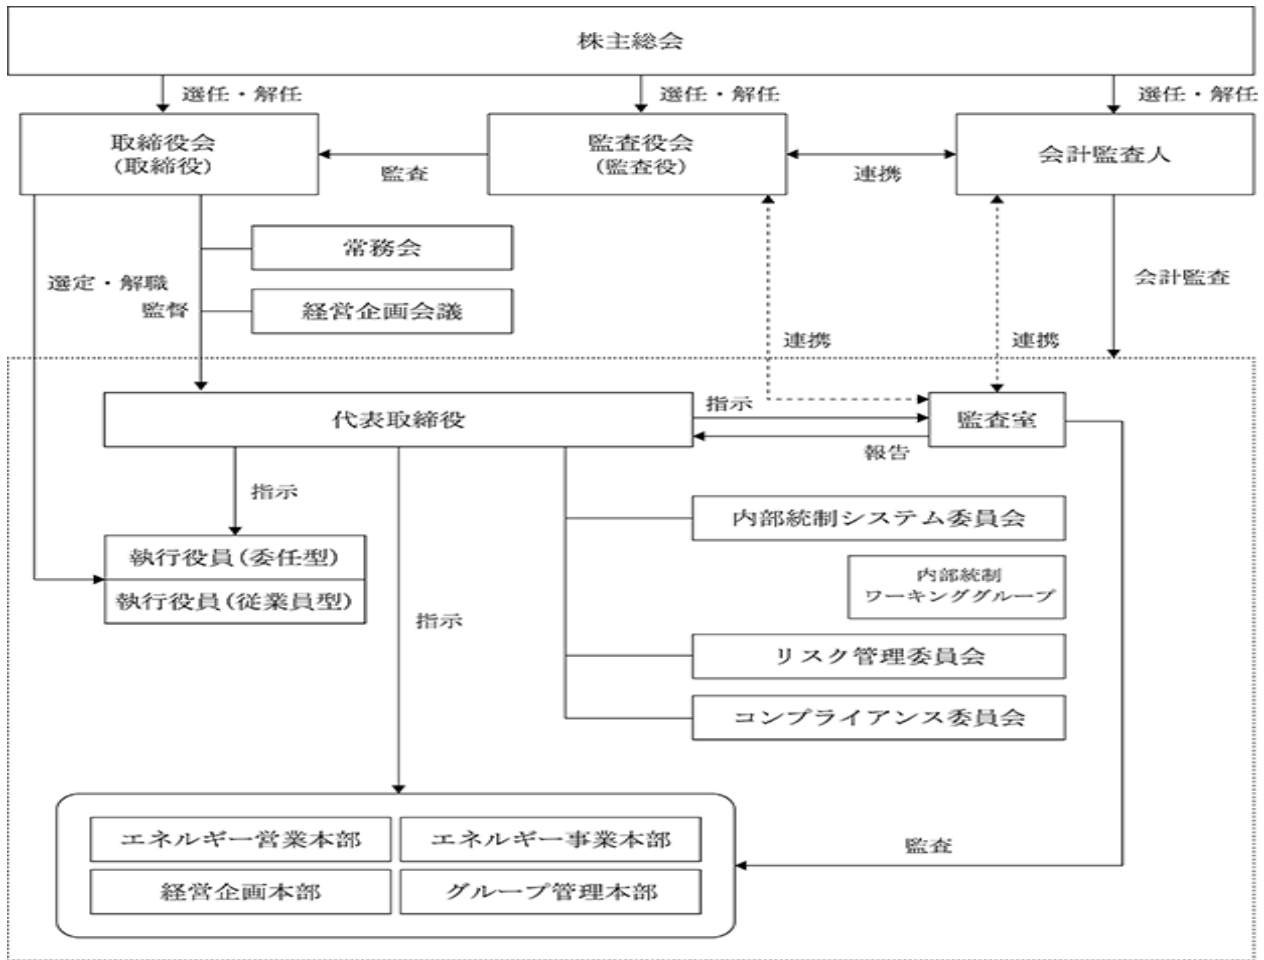 株主総会
選任・解任
選任・解任
選任・解任
取締役会
(取締役)
監査
監査役会
(監査役)
連携
会計監査人
常務会
選定・解職
監督
経営企画会議
会計監査
連携
連携
代表取締役
指示
報告
監査室
指示
内部統制システム委員会
執行役員(委任型)
執行役員(従業員型)
内部統制
ワーキンググループ
指示
リスク管理委員会
コンプライアンス委員会
エネルギー営業本部
エネルギー事業本部
監査
経営企画本部
グループ管理本部